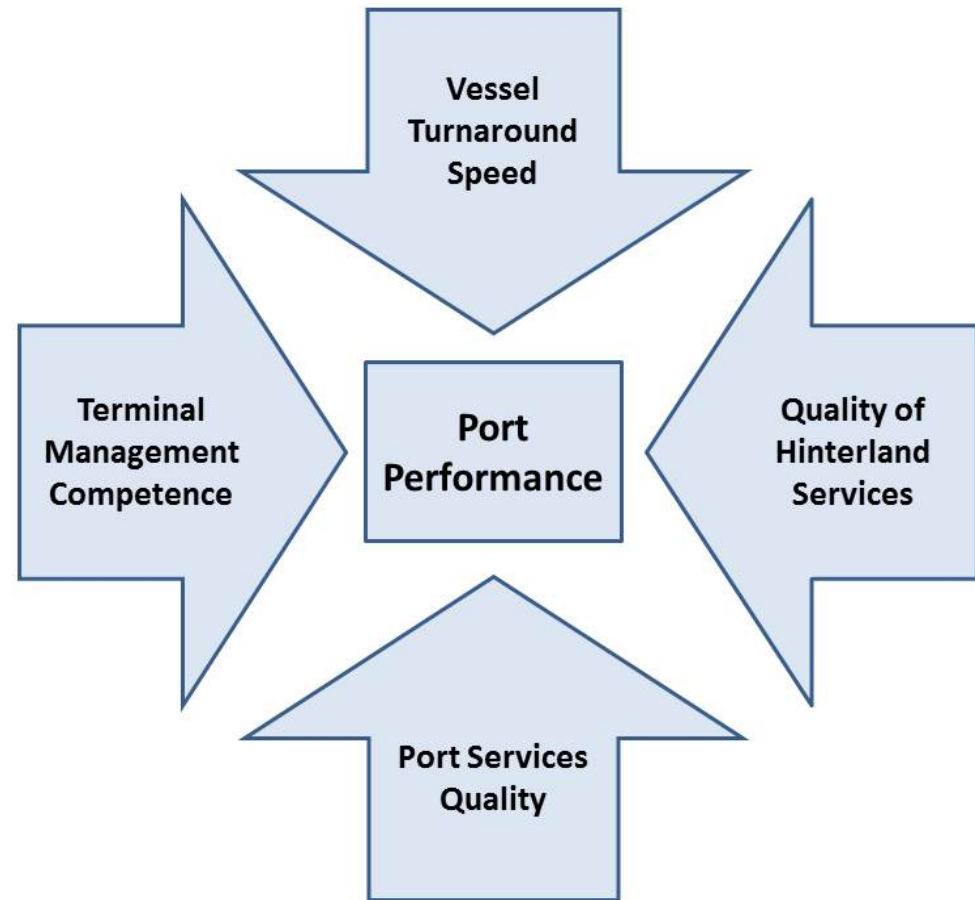 Vessel
Turnaround
Speed
Terminal
Management
Competence
Port
Performance
Quality of
Hinterland
Services
Port Services
Quality